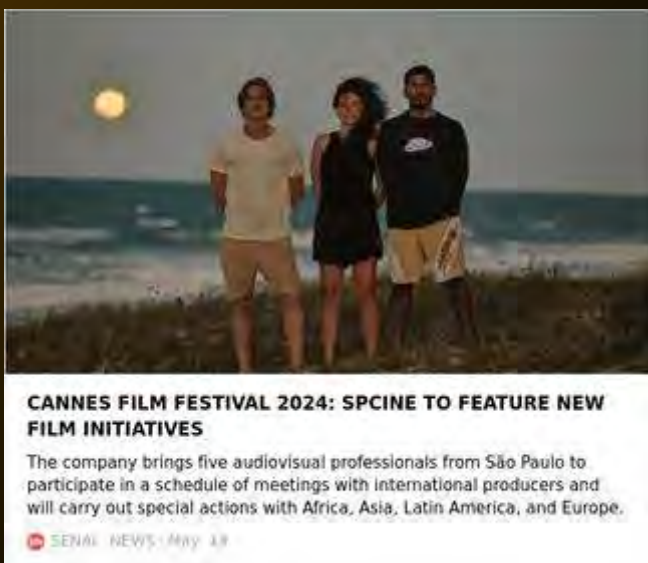 CANNES FILM FESTIVAL 2024: SPCINE TO FEATURE NEW
FILM INITIATIVES
The company brings five audiovisual professionals from São Paulo to
participate in a schedule of meetings with international producers and
will carry out special actions with Africa, Asia, Latin America, and Europe.
SENAL NEWS · May